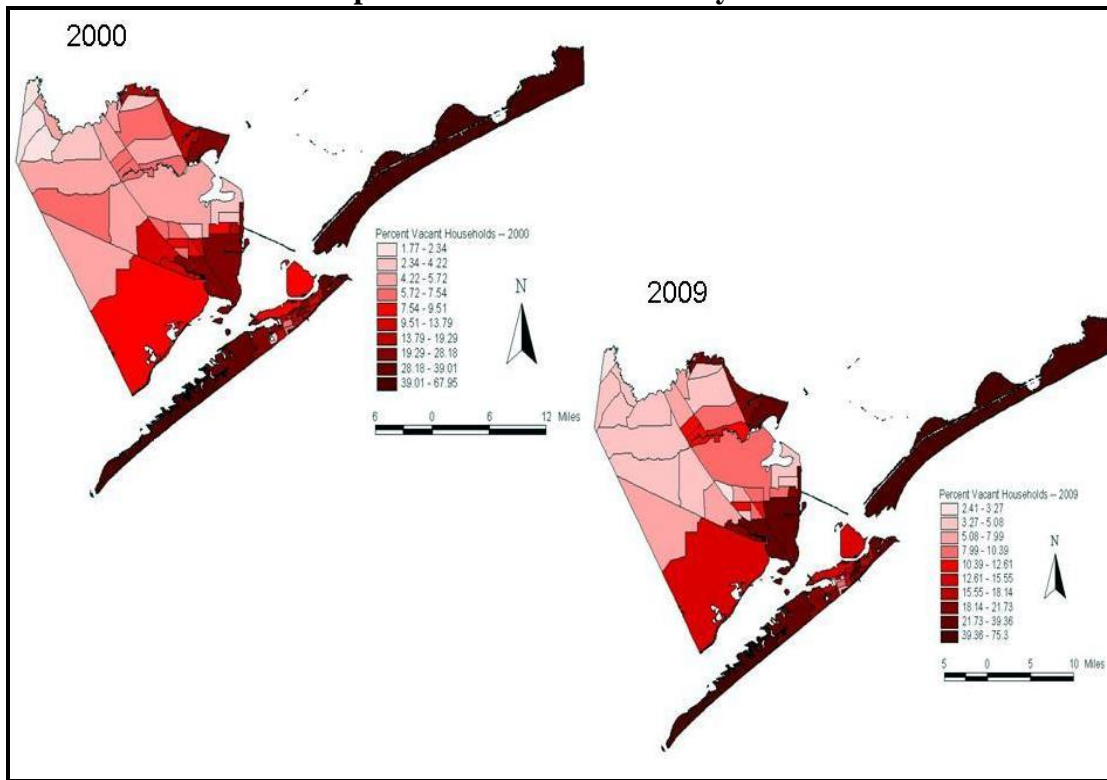 2000
Percent Vacant Households -- 2000
1.77 - 2.34
2.34 - 4.22
4.22 - 5.72
5.72 - 7.54
7.54 - 9.51
9.51 - 13.79
13.79 - 19.29
19.29 - 28.18
28.18 - 39.01
39.01 - 67.95
N
6 0 6 12 Miles
2009
Percent Vacant Households -- 2009
2.41 - 3.27
3.27 - 5.08
5.08 - 7.99
7.99 - 10.39
10.39 - 12.61
12.61 - 15.55
15.55 - 18.14
18.14 - 21.73
21.73 - 39.36
39.36 - 75.3
N
5 0 5 10 Miles